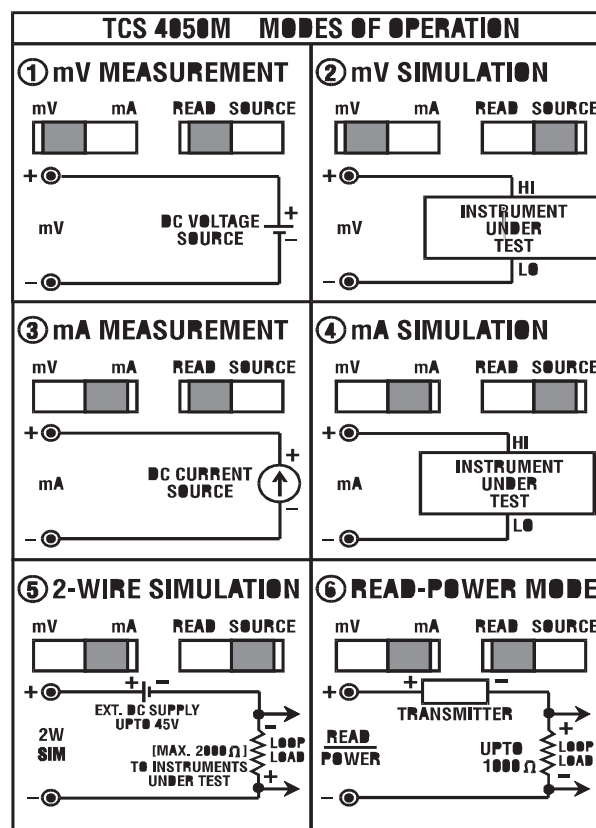 TCS 4050M MODES OF OPERATION
① mV MEASUREMENT
mV mA READ SOURCE
+
mV
DC VOLTAGE
SOURCE
+
−
−
② mV SIMULATION
mV mA READ SOURCE
+
HI
mV
INSTRUMENT
UNDER
TEST
LO
−
③ mA MEASUREMENT
mV mA READ SOURCE
+
mA
DC CURRENT
SOURCE
+
−
−
④ mA SIMULATION
mV mA READ SOURCE
+
HI
mA
INSTRUMENT
UNDER
TEST
LO
−
⑤ 2-WIRE SIMULATION
mV mA READ SOURCE
+
+ −
EXT. DC SUPPLY
UPTO 45V
2W
SIM
−
[MAX. 2000 Ω]
TO INSTRUMENTS
UNDER TEST
LOOP
LOAD
+
−
⑥ READ-POWER MODE
mV mA READ SOURCE
+
+ −
TRANSMITTER
READ
POWER
UPTO
1000 Ω
+
LOOP
LOAD
−
−